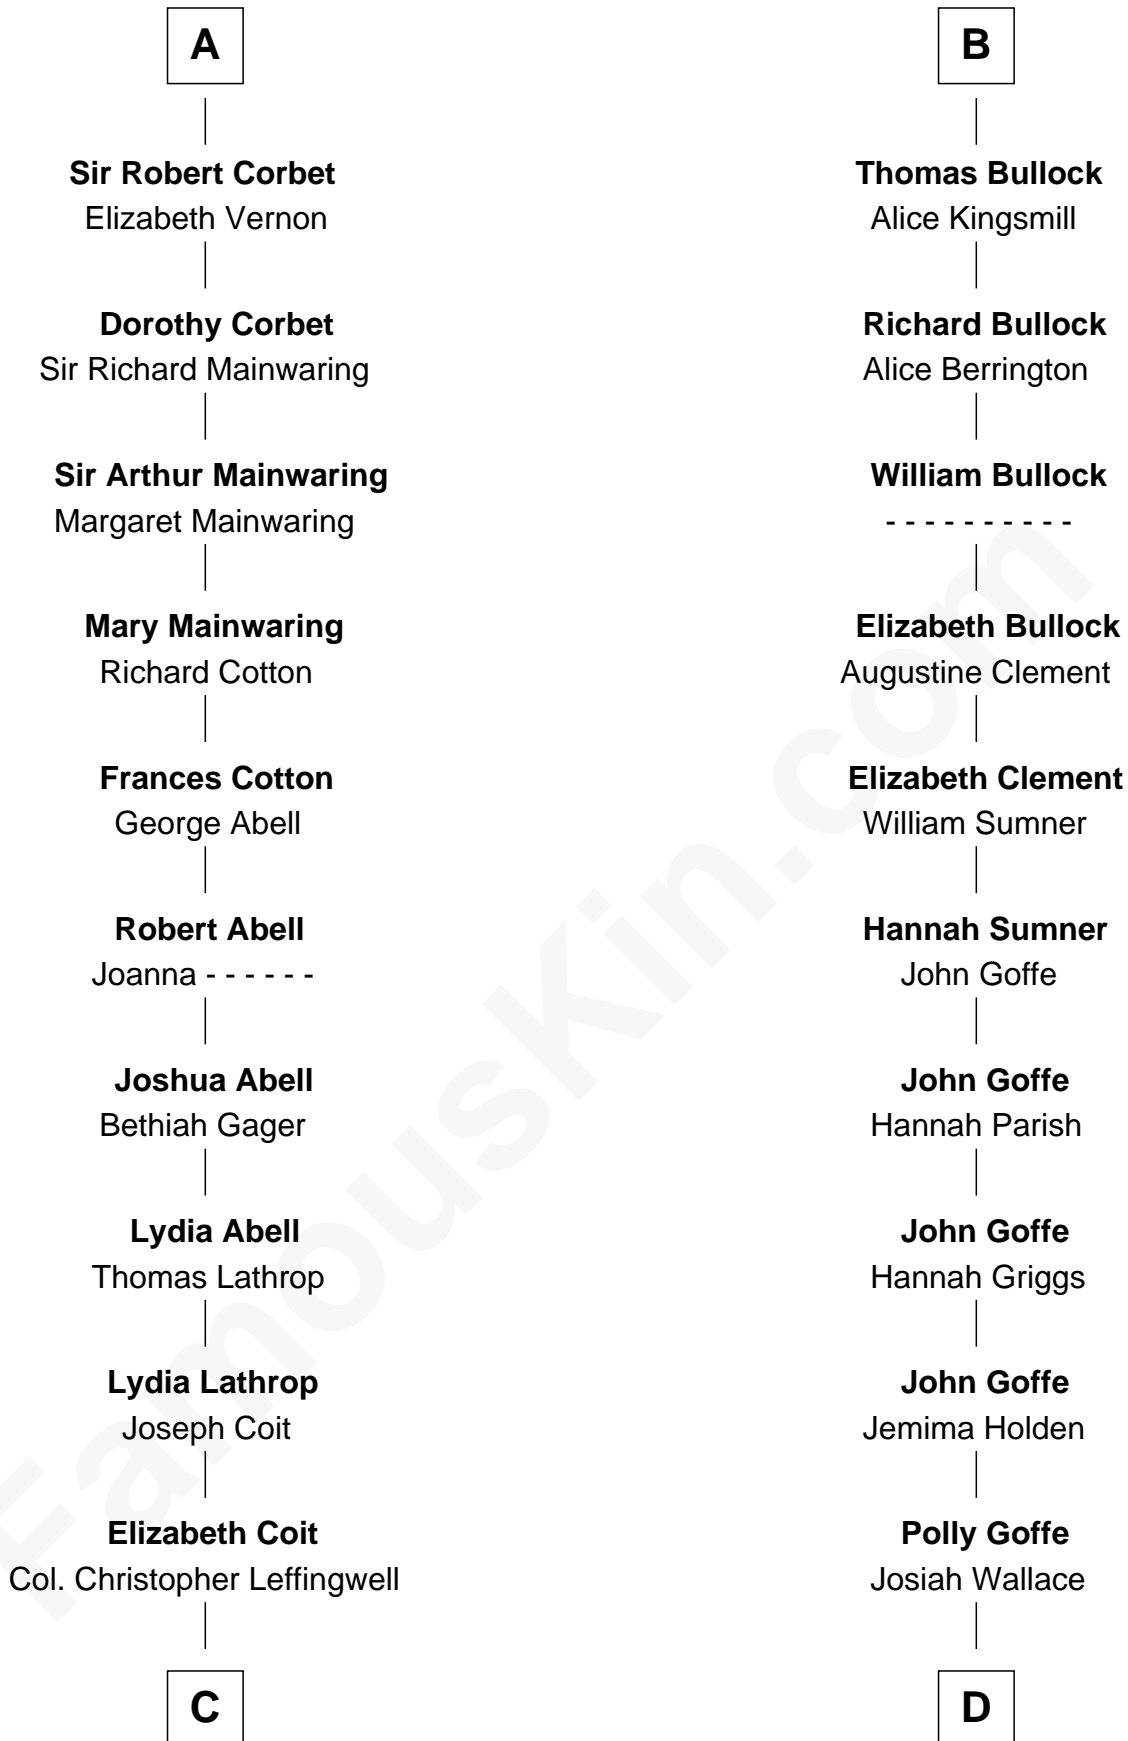 A
Sir Robert Corbet
Elizabeth Vernon
Dorothy Corbet
Sir Richard Mainwaring
Sir Arthur Mainwaring
Margaret Mainwaring
Mary Mainwaring
Richard Cotton
Frances Cotton
George Abell
Robert Abell
Joanna - - - - - -
Joshua Abell
Bethiah Gager
Lydia Abell
Thomas Lathrop
Lydia Lathrop
Joseph Coit
Elizabeth Coit
Col. Christopher Leffingwell
C
B
Thomas Bullock
Alice Kingsmill
Richard Bullock
Alice Berrington
William Bullock
- - - - - - - - - -
Elizabeth Bullock
Augustine Clement
Elizabeth Clement
William Sumner
Hannah Sumner
John Goffe
John Goffe
Hannah Parish
John Goffe
Hannah Griggs
John Goffe
Jemima Holden
Polly Goffe
Josiah Wallace
D
FamousKin.com